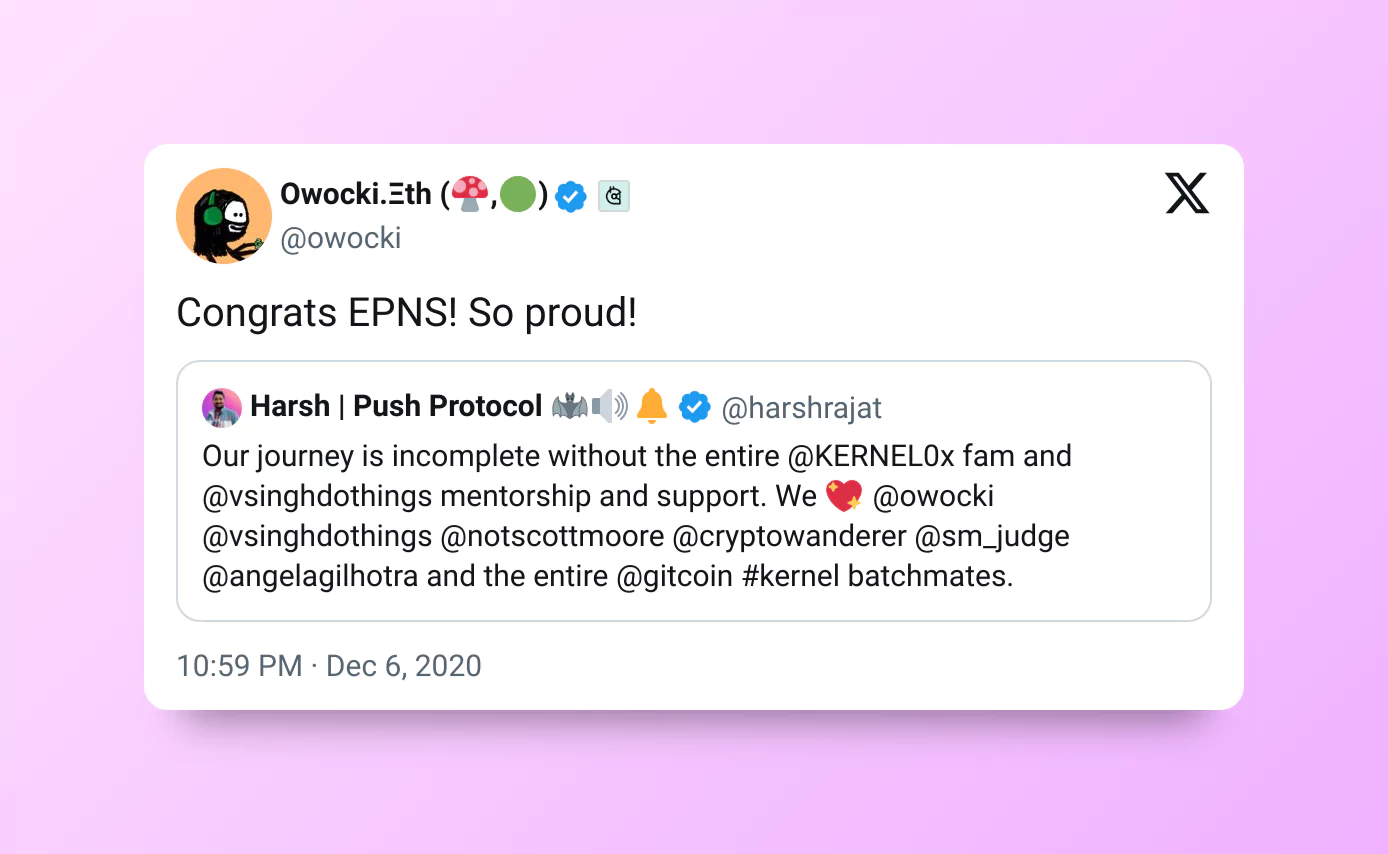 Owocki.Ξth (🍄,🟢)
@owocki
Congrats EPNS! So proud!
Harsh | Push Protocol 🦇🔊🔔 @harshrajat
Our journey is incomplete without the entire @KERNEL0x fam and
@vsinghdothings mentorship and support. We 💖 @owocki
@vsinghdothings @notscottmoore @cryptowanderer @sm_judge
@angelagilhotra and the entire @gitcoin #kernel batchmates.
10:59 PM · Dec 6, 2020